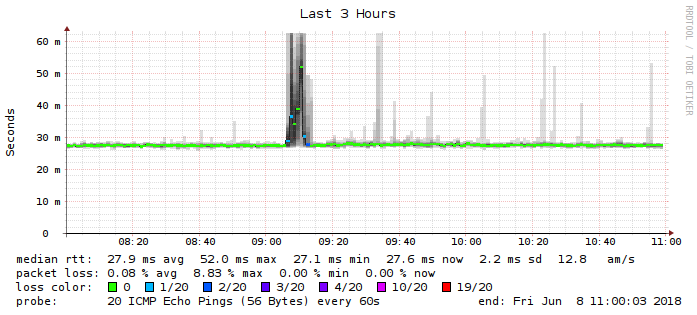 Last 3 Hours
RRDTOOL / TOBI OETIKER
Seconds
60 m
50 m
40 m
30 m
20 m
10 m
0
08:20 08:40 09:00 09:20 09:40 10:00 10:20 10:40 11:00
median rtt: 27.9 ms avg 52.0 ms max 27.1 ms min 27.6 ms now 2.2 ms sd 12.8 am/s
packet loss: 0.08 % avg 8.83 % max 0.00 % min 0.00 % now
loss color: 0 1/20 2/20 3/20 4/20 10/20 19/20
probe: 20 ICMP Echo Pings (56 Bytes) every 60s end: Fri Jun 8 11:00:03 2018